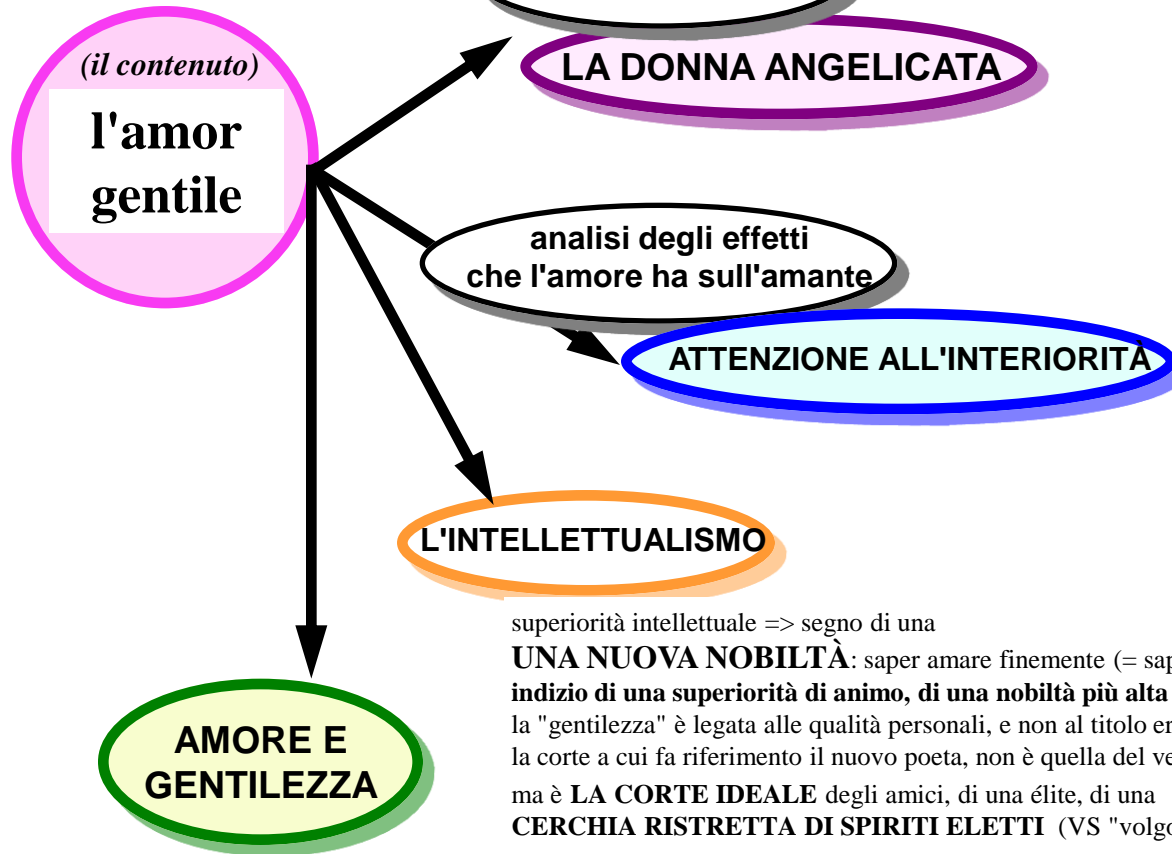 (il contenuto)
l'amor
gentile
LA DONNA ANGELICATA
analisi degli effetti
che l'amore ha sull'amante
ATTENZIONE ALL'INTERIORITÀ
L'INTELLETTUALISMO
AMORE E
GENTILEZZA
superiorità intellettuale => segno di una
UNA NUOVA NOBILTÀ: saper amare finemente (=
indizio di una superiorità di animo, di una nobiltà più alta
la "gentilezza" è legata alle qualità personali, e non al titolo
la corte a cui fa riferimento il nuovo poeta, non è quella del
ma è LA CORTE IDEALE degli amici, di una élite, di una
CERCHIA RISTRETTA DI SPIRITI ELETTI (VS "volgo